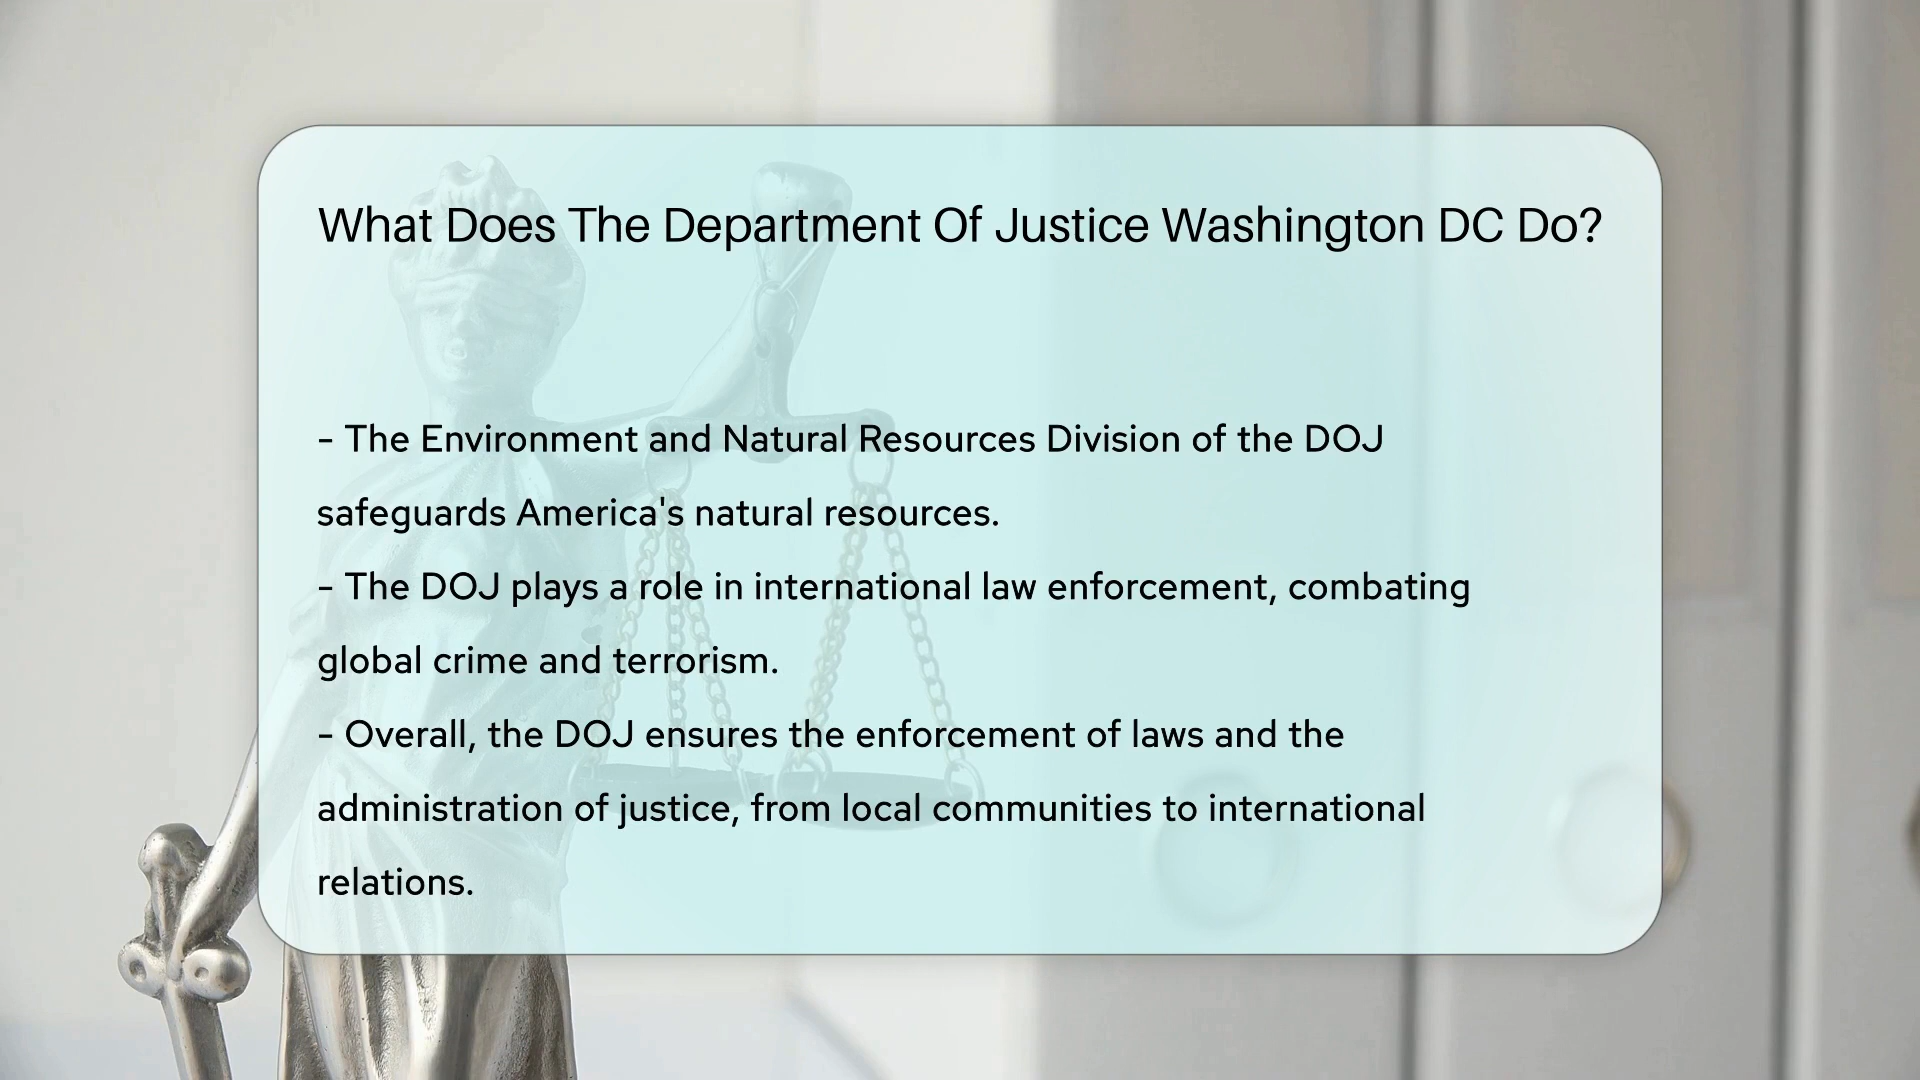 What Does The Department Of Justice Washington DC Do?
- The Environment and Natural Resources Division of the DOJ
safeguards America's natural resources.
- The DOJ plays a role in international law enforcement, combating
global crime and terrorism.
- Overall, the DOJ ensures the enforcement of laws and the
administration of justice, from local communities to international
relations.